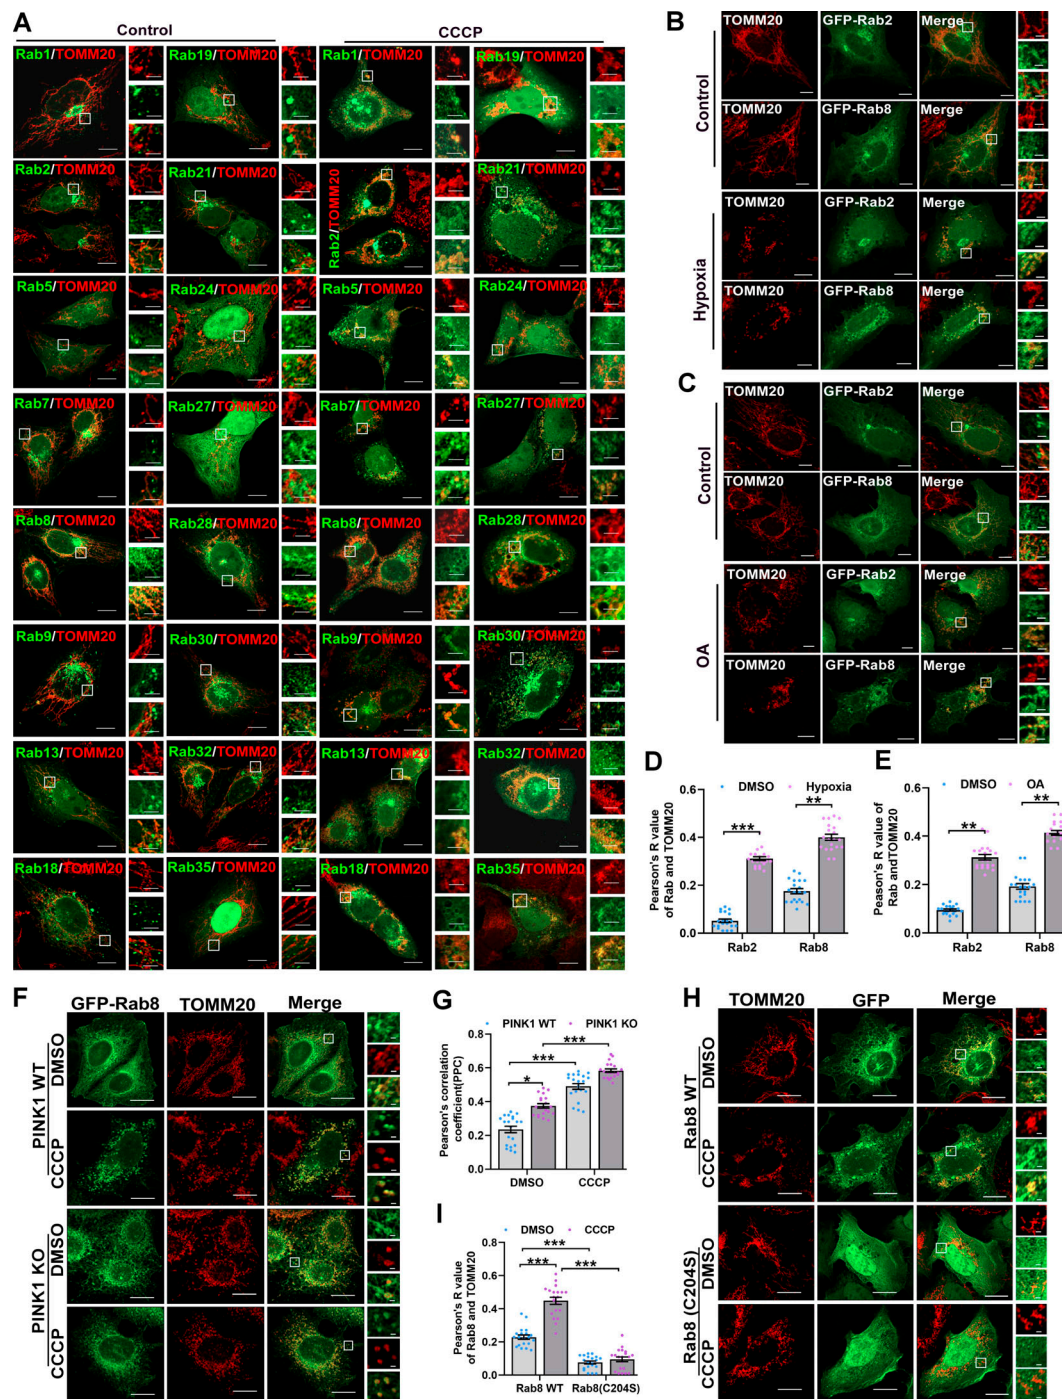 A
Control
CCCP
Rab1/TOMM20
Rab19/TOMM20
Rab1/TOMM20
Rab19/TOMM20
Rab2/TOMM20
Rab21/TOMM20
Rab2/TOMM20
Rab21/TOMM20
Rab5/TOMM20
Rab24/TOMM20
Rab5/TOMM20
Rab24/TOMM20
Rab7/TOMM20
Rab27/TOMM20
Rab7/TOMM20
Rab27/TOMM20
Rab8/TOMM20
Rab28/TOMM20
Rab8/TOMM20
Rab28/TOMM20
Rab9/TOMM20
Rab30/TOMM20
Rab9/TOMM20
Rab30/TOMM20
Rab13/TOMM20
Rab32/TOMM20
Rab13/TOMM20
Rab32/TOMM20
Rab18/TOMM20
Rab35/TOMM20
Rab18/TOMM20
Rab35/TOMM20
B
Control
TOMM20
GFP-Rab2
Merge
TOMM20
GFP-Rab8
Merge
Hypoxia
TOMM20
GFP-Rab2
Merge
TOMM20
GFP-Rab8
Merge
C
Control
TOMM20
GFP-Rab2
Merge
TOMM20
GFP-Rab8
Merge
OA
TOMM20
GFP-Rab2
Merge
TOMM20
GFP-Rab8
Merge
D
DMSO
Hypoxia
Pearson's R value
of Rab and TOMM20
0.6
0.4
0.2
0.0
***
**
Rab2
Rab8
E
DMSO
OA
Peason's R value of
Rab andTOMM20
0.6
0.4
0.2
0.0
**
**
Rab2
Rab8
F
GFP-Rab8
TOMM20
Merge
PINK1 WT
DMSO
CCCP
PINK1 KO
DMSO
CCCP
G
PINK1 WT
PINK1 KO
Pearson's correlation
coefficient(PPC)
0.8
0.6
0.4
0.2
0.0
*
***
***
DMSO
CCCP
H
TOMM20
GFP
Merge
Rab8 WT
DMSO
CCCP
Rab8 (C204S)
DMSO
CCCP
I
DMSO
CCCP
Pearson's R value
of Rab8 and TOMM20
0.8
0.6
0.4
0.2
0.0
***
***
***
Rab8 WT
Rab8(C204S)